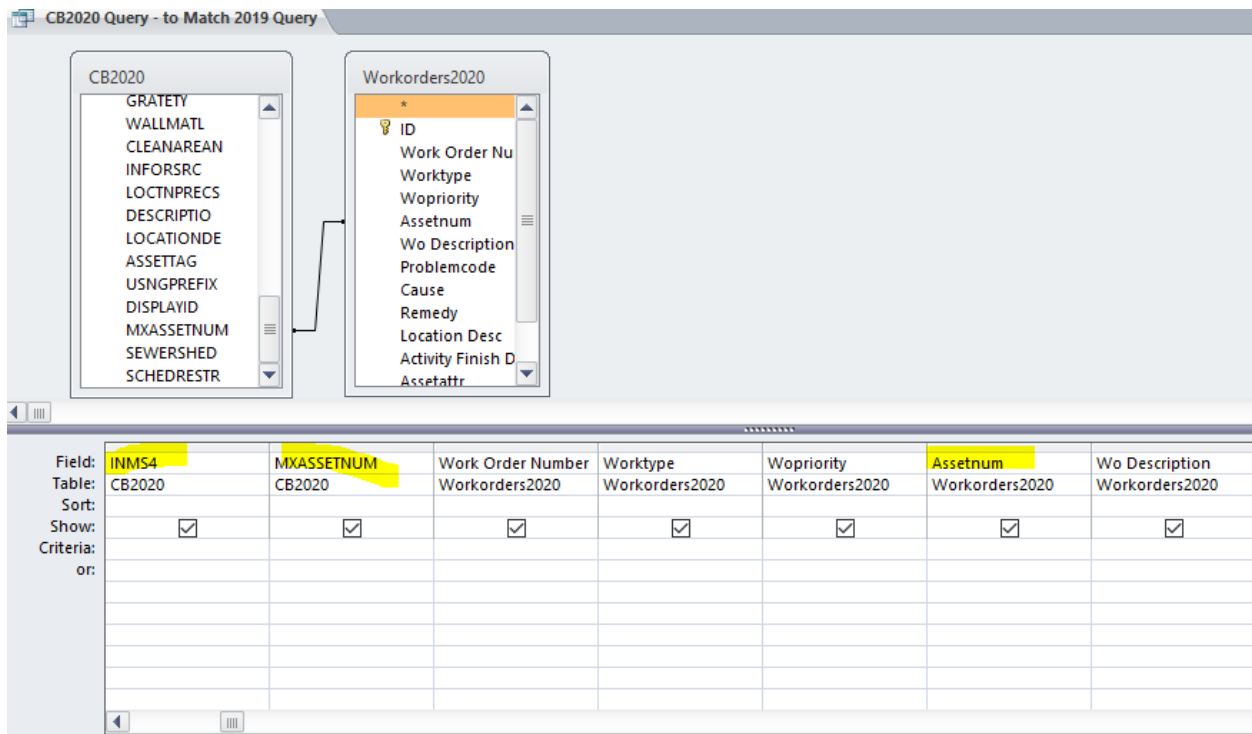 CB2020 Query - to Match 2019 Query
CB2020
GRATETY
WALLMATL
CLEANAREAN
INFORSRC
LOCTNPRECS
DESCRIPTIO
LOCATIONDE
ASSETTAG
USNGPREFIX
DISPLAYID
MXASSETNUM
SEWERSHED
SCHEDRESTR
Workorders2020
*
ID
Work Order Nu
Worktype
Wopriority
Assetnum
Wo Description
Problemcode
Cause
Remedy
Location Desc
Activity Finish D
Assetattr
Field: INMS4 MXASSETNUM Work Order Number Worktype Wopriority Assetnum Wo Description
Table: CB2020 CB2020 Workorders2020 Workorders2020 Workorders2020 Workorders2020 Workorders2020
Sort:
Show:
Criteria:
or: